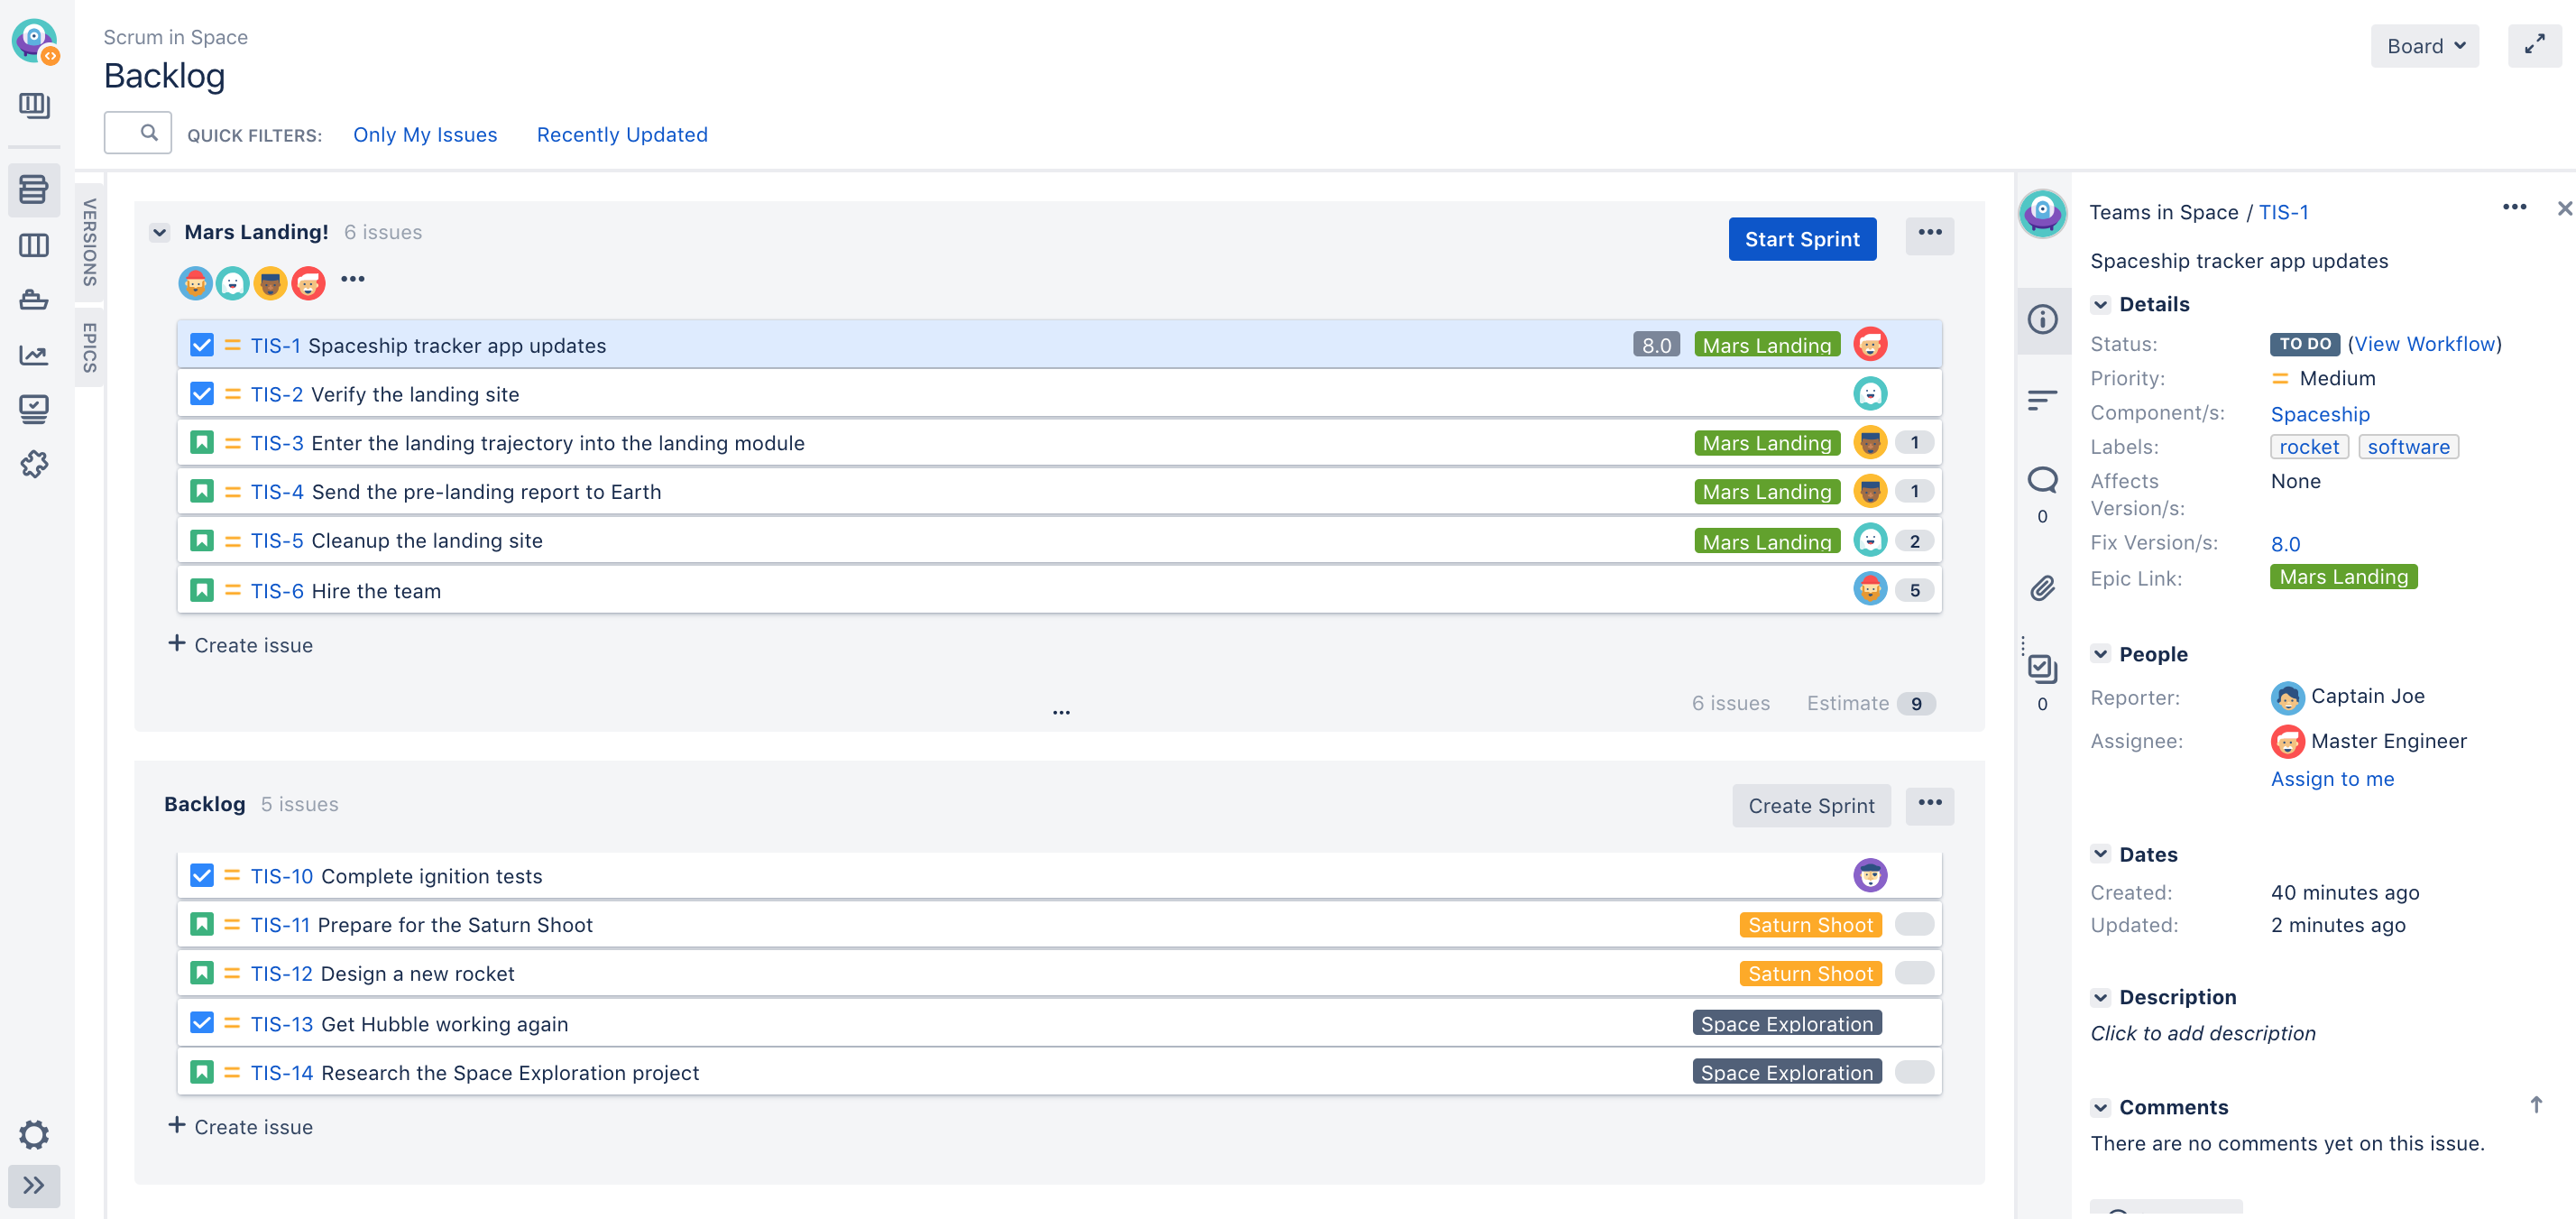 Scrum in Space
Backlog
Board
QUICK FILTERS: Only My Issues Recently Updated
VERSIONS
EPICS
Mars Landing! 6 issues
Start Sprint
TIS-1 Spaceship tracker app updates 8.0 Mars Landing
TIS-2 Verify the landing site
TIS-3 Enter the landing trajectory into the landing module Mars Landing 1
TIS-4 Send the pre-landing report to Earth Mars Landing 1
TIS-5 Cleanup the landing site Mars Landing 2
TIS-6 Hire the team 5
+ Create issue
6 issues Estimate 9
Backlog 5 issues
Create Sprint
TIS-10 Complete ignition tests
TIS-11 Prepare for the Saturn Shoot Saturn Shoot
TIS-12 Design a new rocket Saturn Shoot
TIS-13 Get Hubble working again Space Exploration
TIS-14 Research the Space Exploration project Space Exploration
+ Create issue
0
0
Teams in Space / TIS-1
Spaceship tracker app updates
Details
Status: TO DO (View Workflow)
Priority: Medium
Component/s: Spaceship
Labels: rocket software
Affects None
Version/s:
Fix Version/s: 8.0
Epic Link: Mars Landing
People
Reporter: Captain Joe
Assignee: Master Engineer
Assign to me
Dates
Created: 40 minutes ago
Updated: 2 minutes ago
Description
Click to add description
Comments
There are no comments yet on this issue.